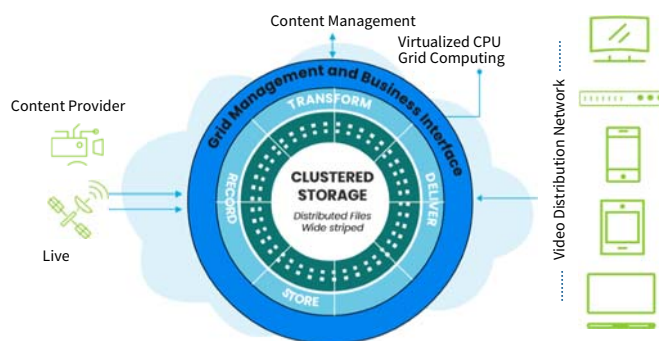 Content Management
Virtualized CPU
Grid Computing
Content Provider
Live
Grid Management and Business Interface
TRANSFORM
RECORD
DELIVER
STORE
CLUSTERED
STORAGE
Distributed Files
Wide striped
Video Distribution Network